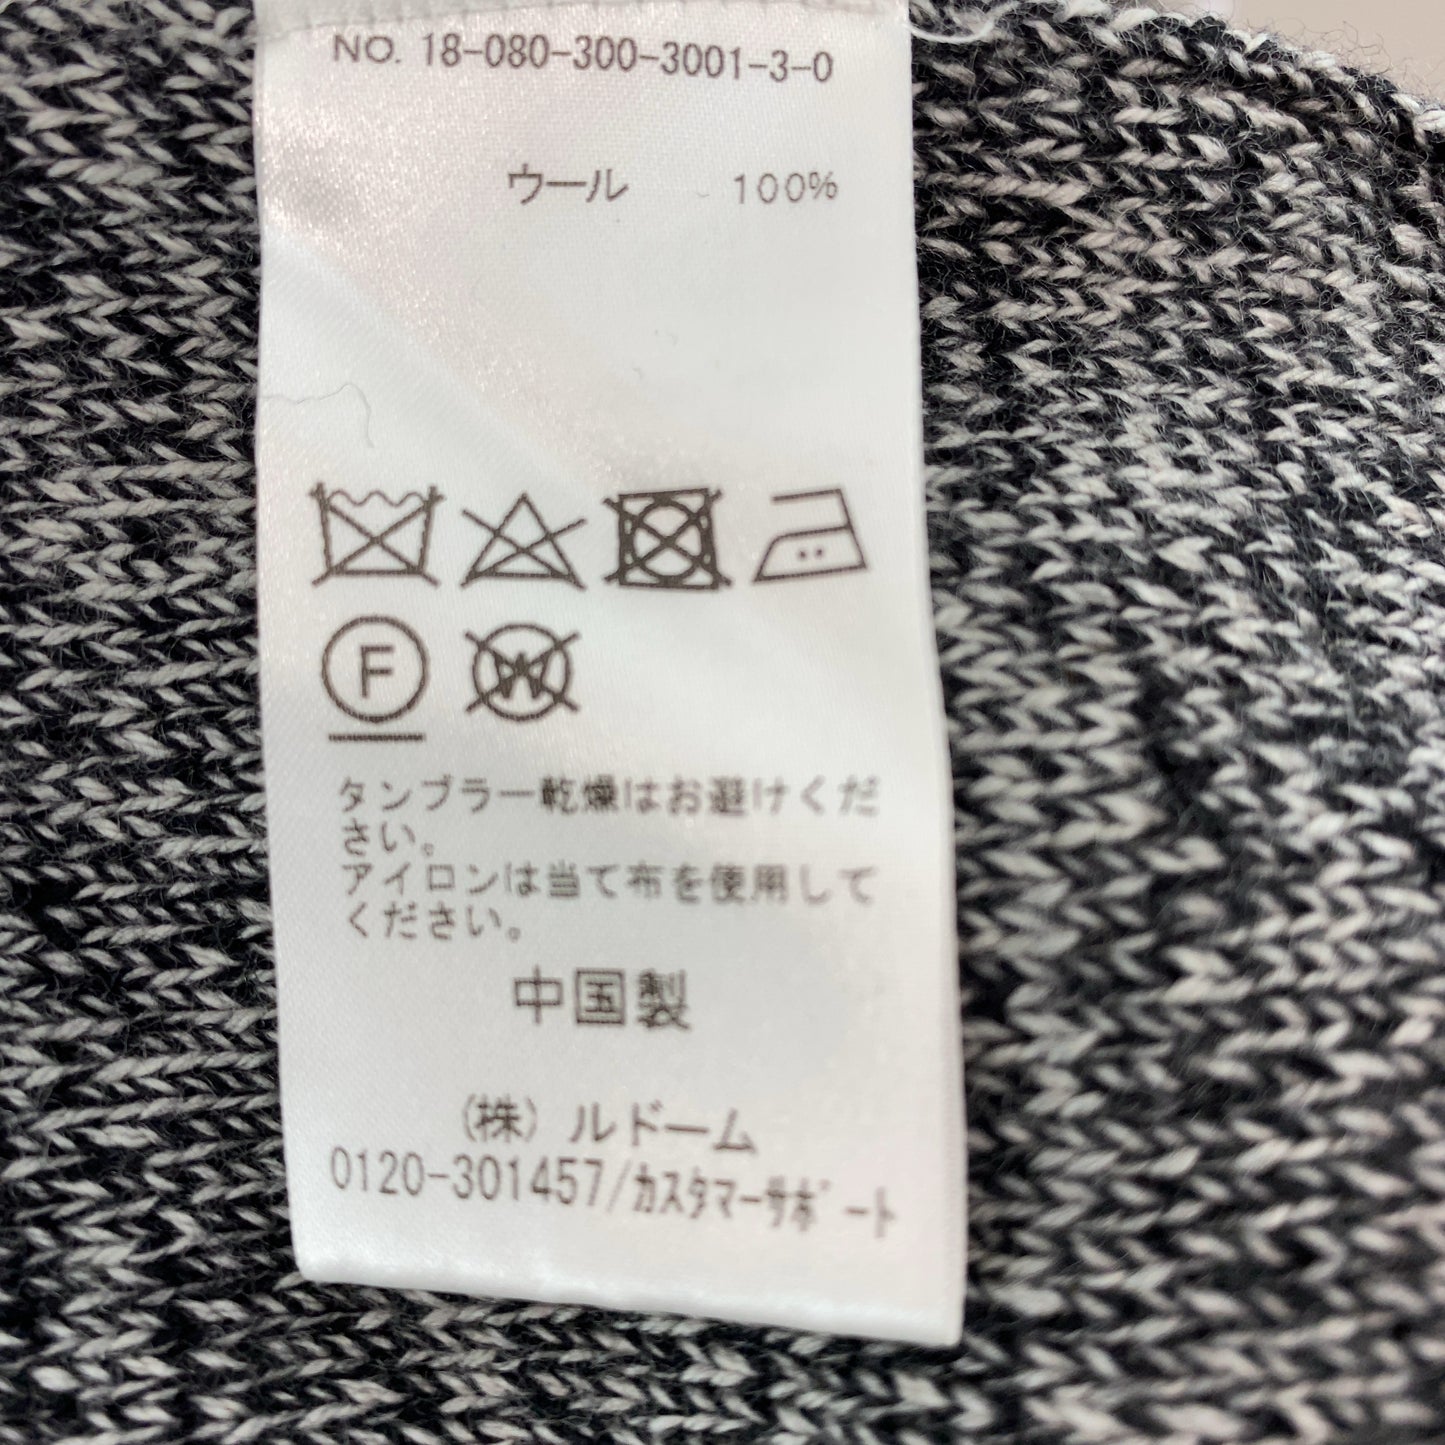 NO. 18-080-300-3001-3-0
ウール 100%
F W
タンブラー乾燥はお避けくだ
さい。
アイロンは当て布を使用して
ください。
中国製
(株) ルドーム
0120-301457/カスタマーサポート